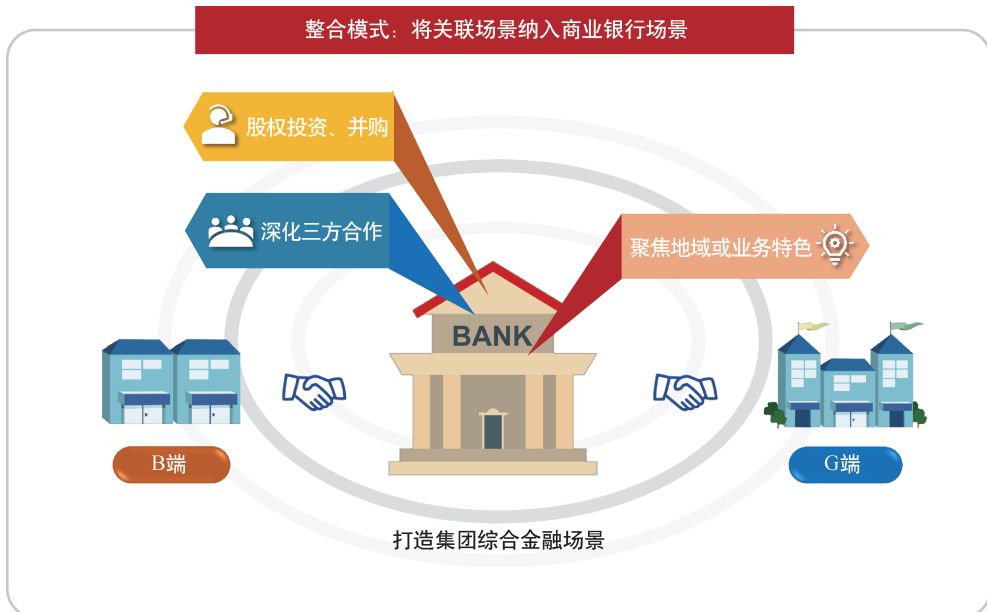 整合模式：将关联场景纳入商业银行场景
股权投资、并购
深化三方合作
聚焦地域或业务特色
BANK
B端
G端
打造集团综合金融场景